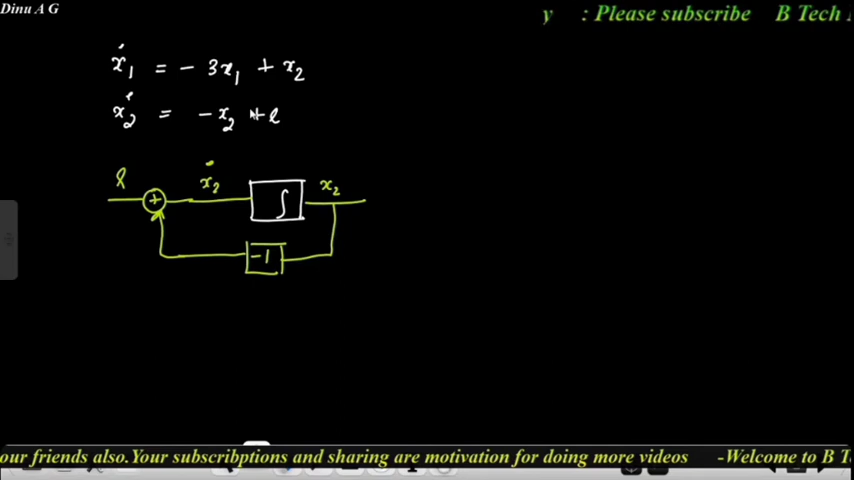 Dinu A G
y : Please subscribe B Tech
ẋ₁ = - 3x₁ + x₂
ẋ₂ = - x₂ + r
r + ẋ₂ ∫ x₂
-1
our friends also.Your subscribptions and sharing are motivation for doing more videos -Welcome to B T